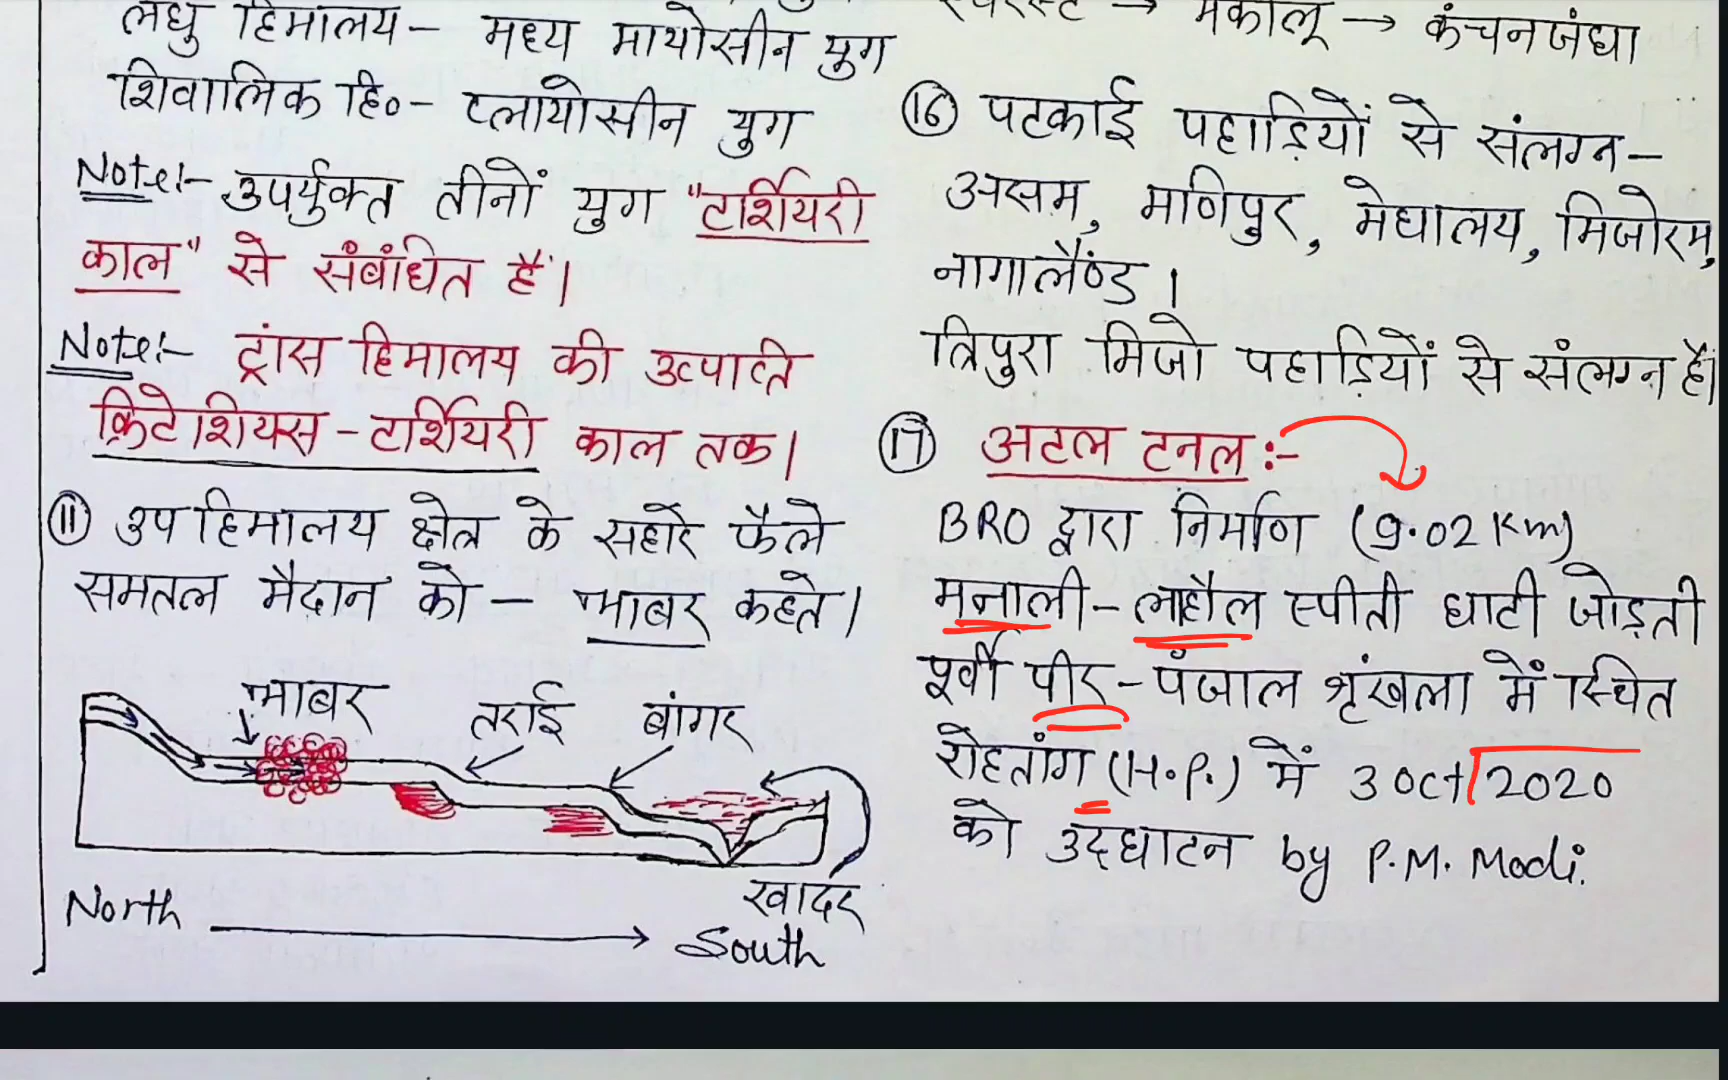 लघु हिमालय - मध्य मायोसीन युग
शिवालिक हि० - प्लायोसीन युग
Note:- उपर्युक्त तीनों युग "टर्शियरी
काल" से संबंधित हैं।
Note:- ट्रांस हिमालय की उत्पत्ति
क्रिटेशियस - टर्शियरी काल तक।
⑪ उप हिमालय क्षेत्र के सहारे फैले
समतल मैदान को - भाबर कहते।
भाबर
तराई
बांगर
खादर
North
South
→ मकालू → कंचनजंघा
⑯ पटकाई पहाड़ियों से संलग्न -
असम, मणिपुर, मेघालय, मिजोरम,
नागालैण्ड।
त्रिपुरा मिजो पहाड़ियों से संलग्न है।
⑰ अटल टनल :-
BRO द्वारा निर्माण (9.02 Km)
मनाली - लाहौल स्पीती घाटी जोड़ती
पूर्वी पीर - पंजाल शृंखला में स्थित
रोहतांग (H.P.) में 3 Oct 2020
को उद्घाटन by P.M. Modi.